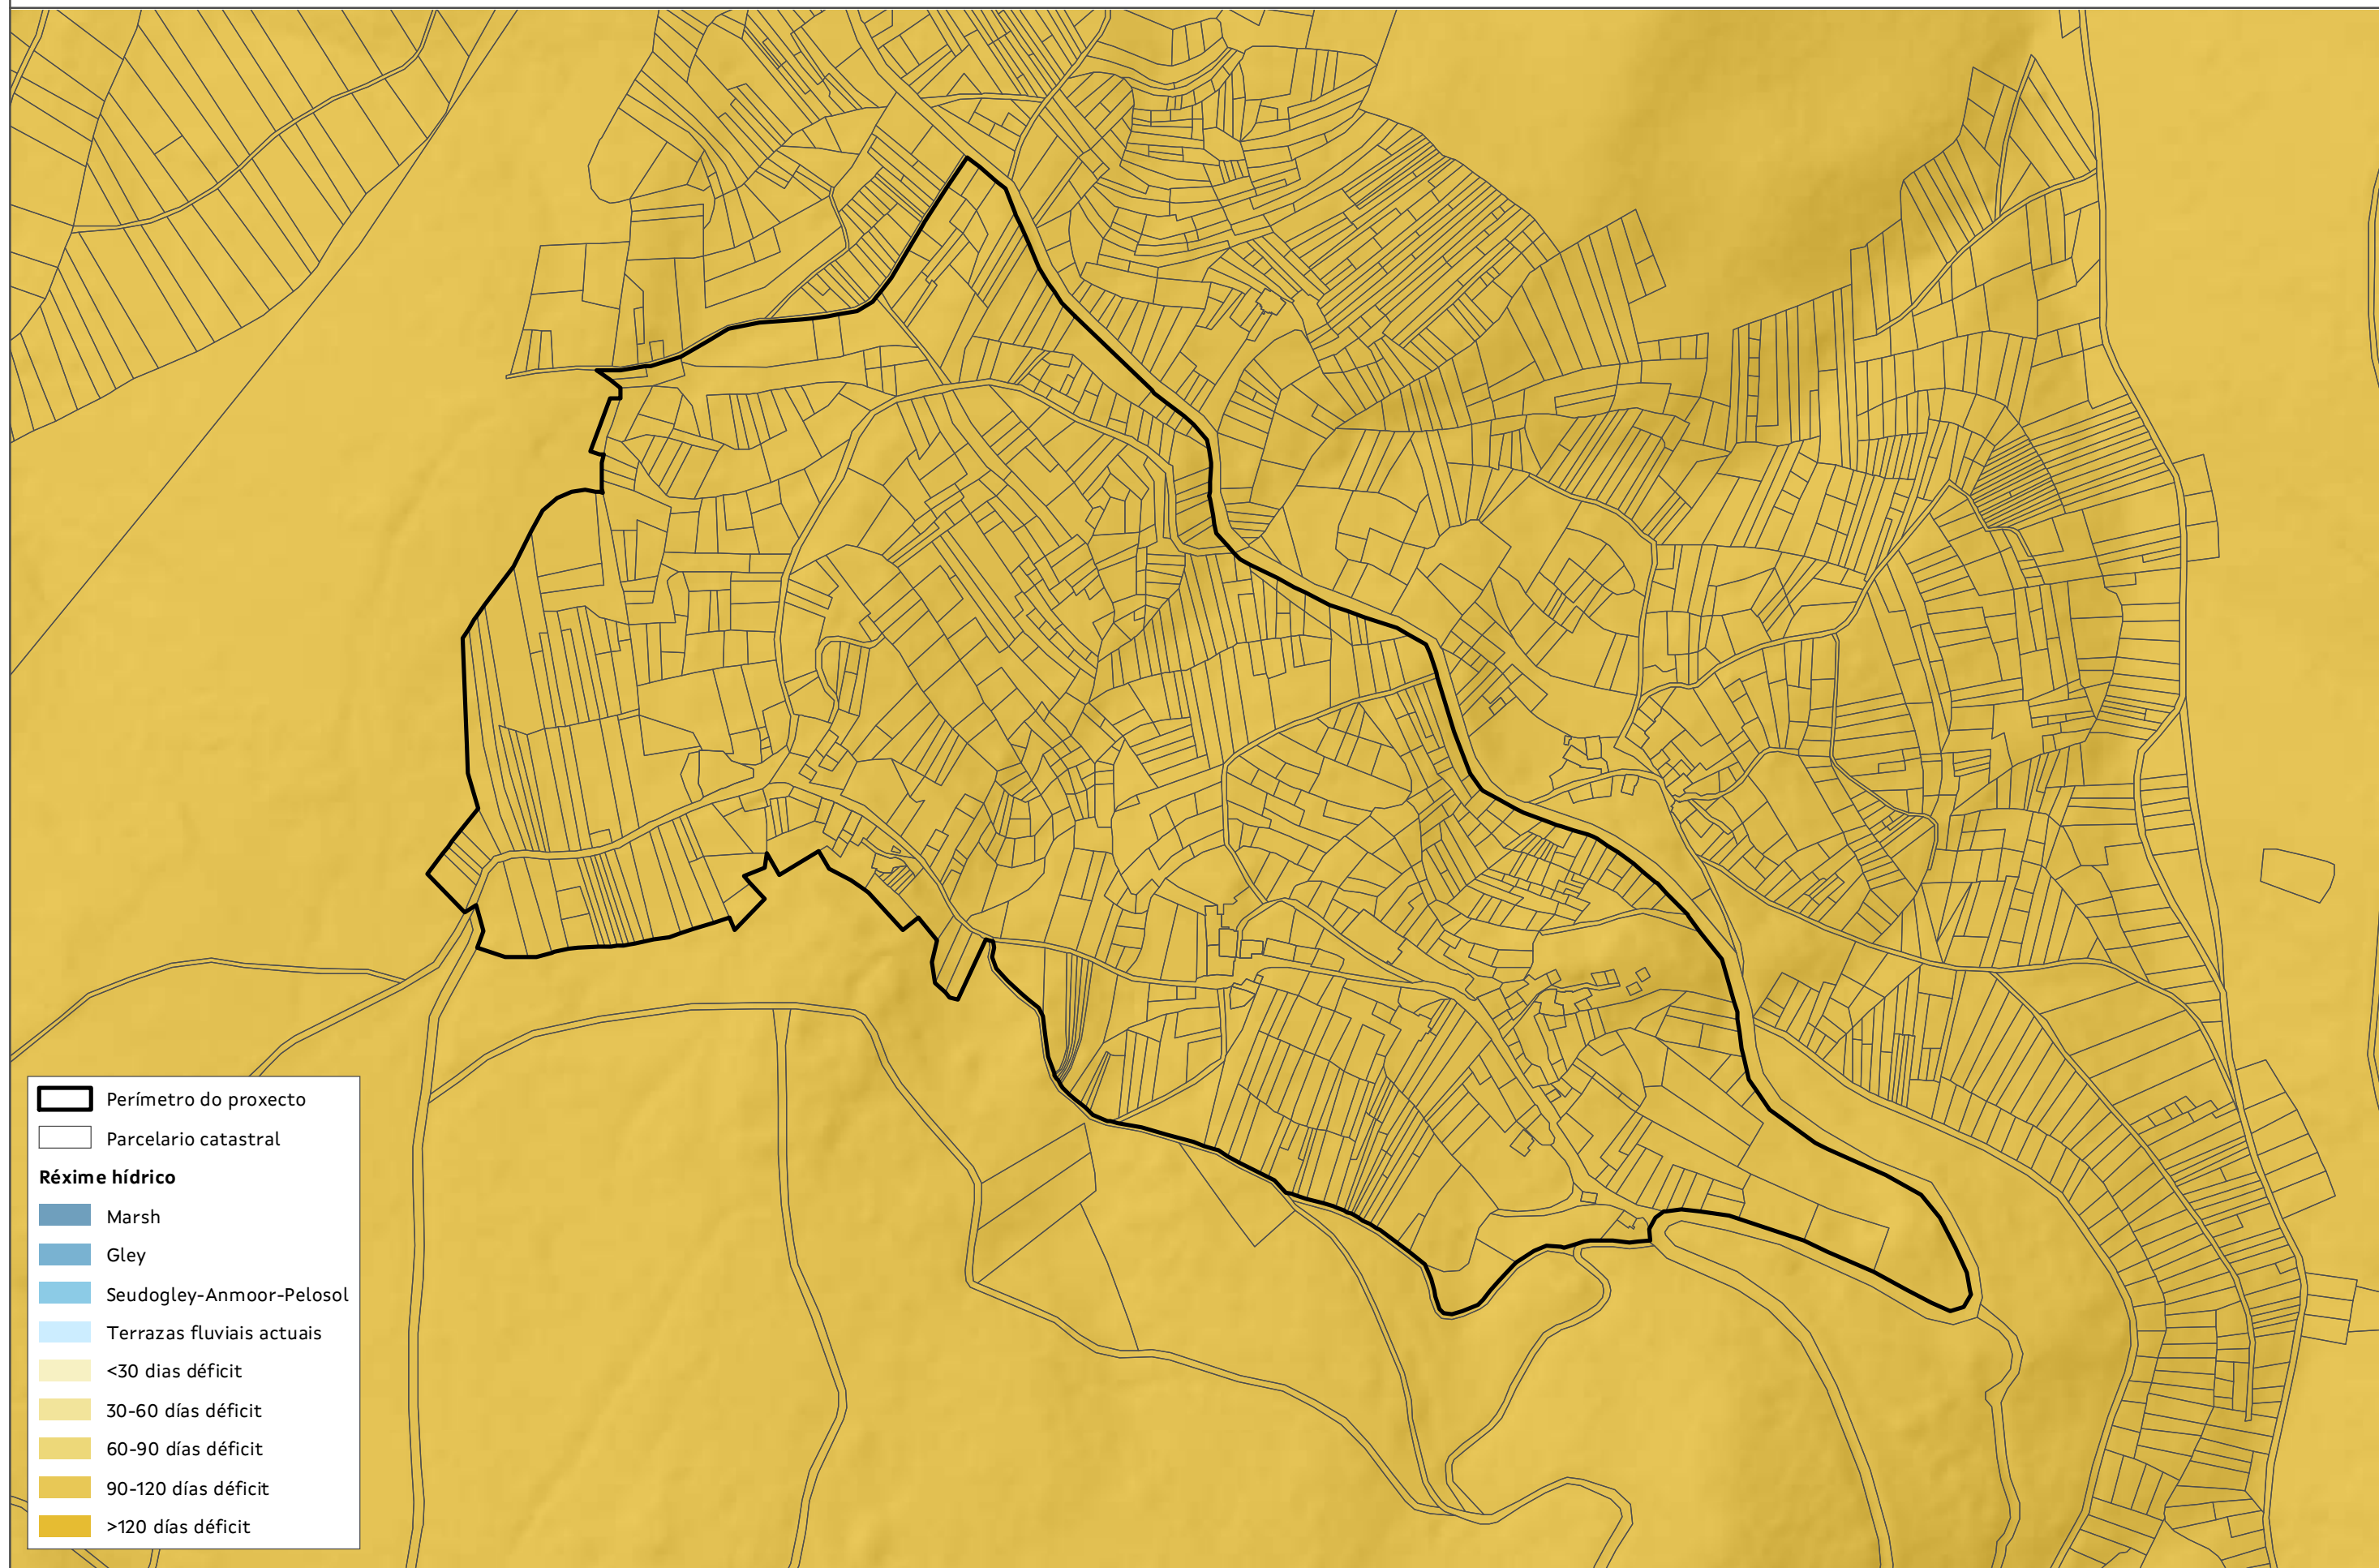 Perímetro do proxecto
Parcelario catastral
Réxime hídrico
Marsh
Gley
Seudogley-Anmoor-Pelosol
Terrazas fluviais actuais
<30 dias déficit
30-60 días déficit
60-90 días déficit
90-120 días déficit
>120 días déficit